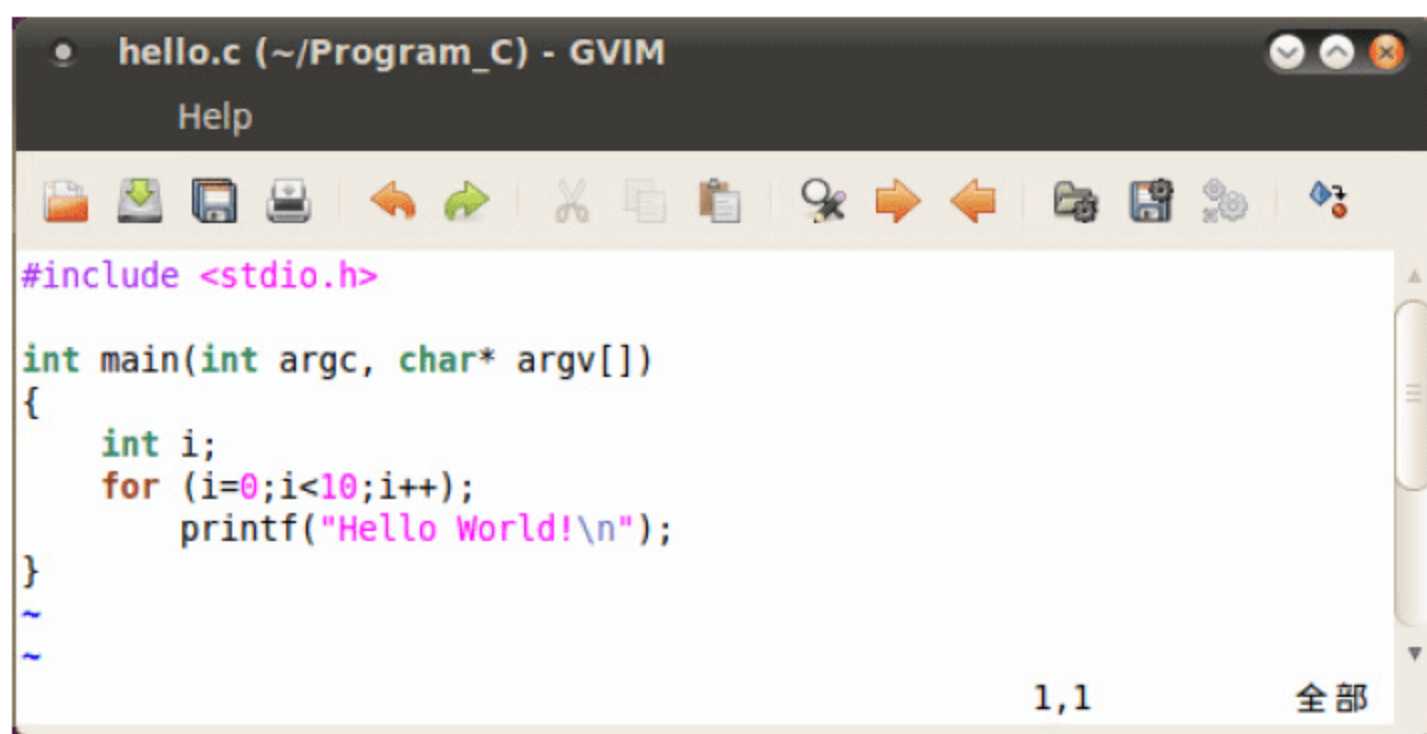 hello.c (~/Program_C) - GVIM
Help
#include <stdio.h>
int main(int argc, char* argv[])
{
    int i;
    for (i=0;i<10;i++);
        printf("Hello World!\n");
}
~
~
1,1 全部